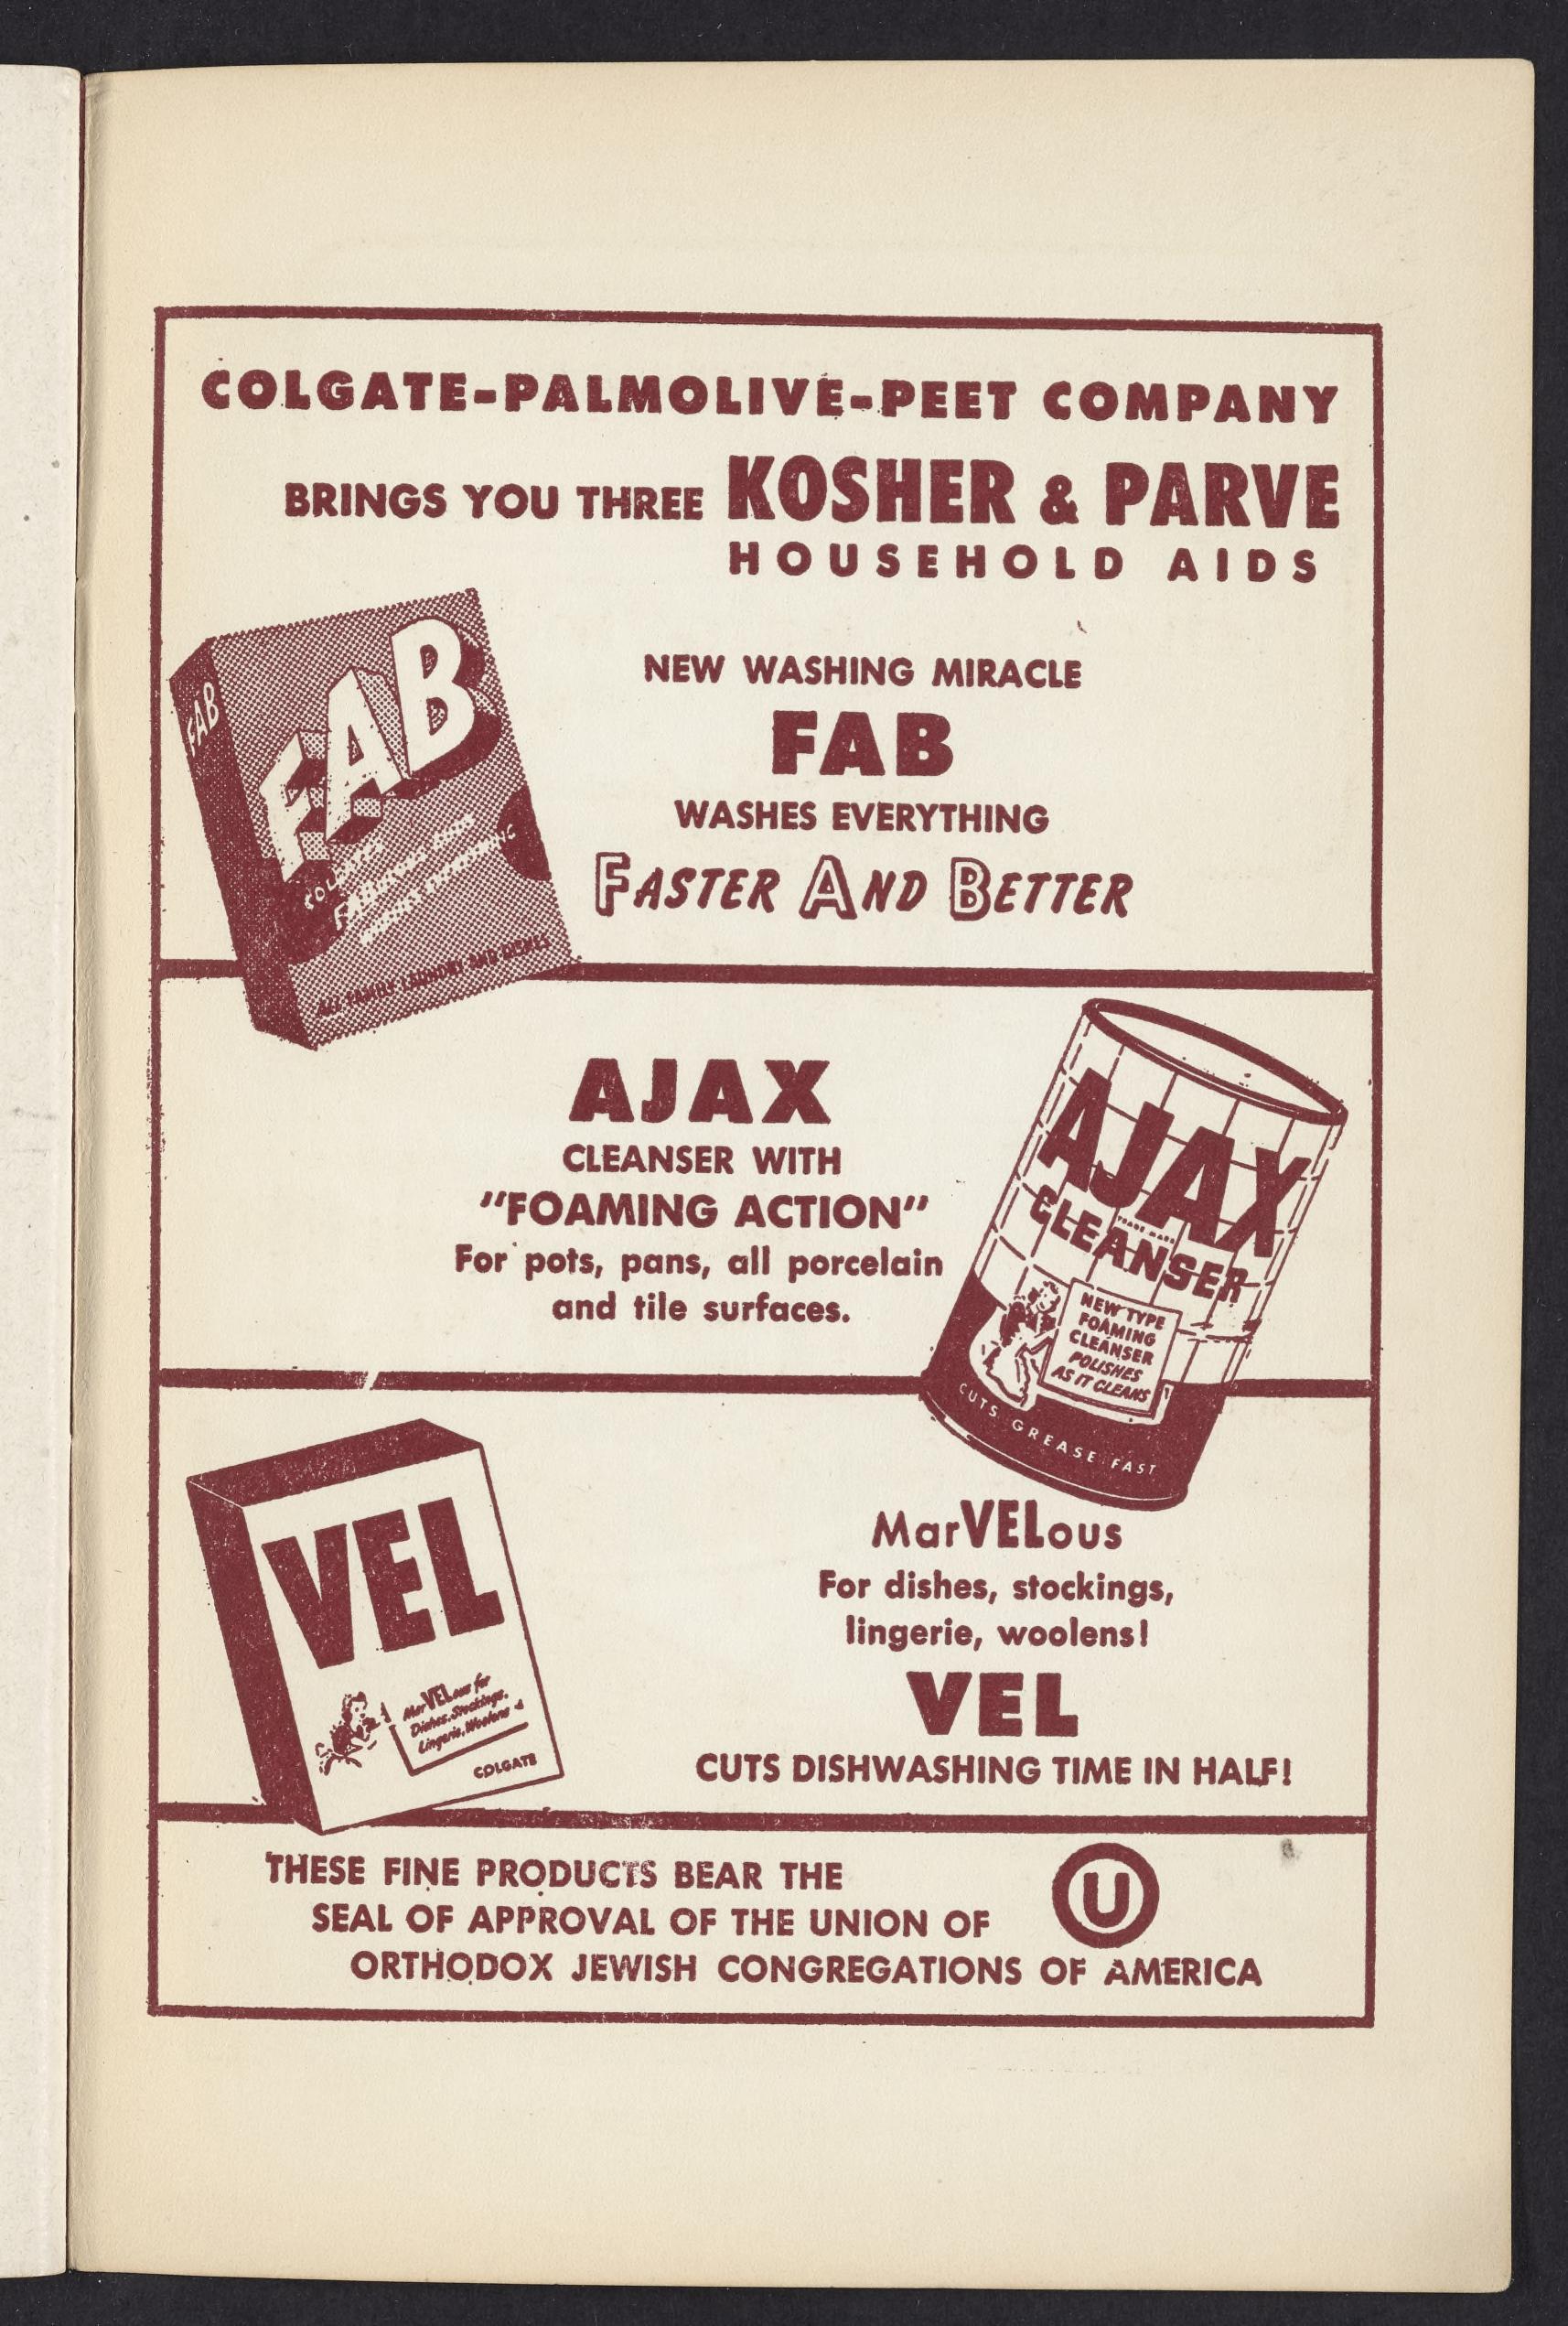 COLGATE-PALMOLIVE-PEET COMPANY
BRINGS YOU THREE KOSHER & PARVE
HOUSEHOLD AIDS
FAB
FAB
ALL FAMILY LAUNDRY AND DISHES
NEW WASHING MIRACLE
FAB
WASHES EVERYTHING
FASTER AND BETTER
AJAX
CLEANSER WITH
"FOAMING ACTION"
For pots, pans, all porcelain
and tile surfaces.
AJAX
TRADE MARK
CLEANSER
NEW TYPE
FOAMING
CLEANSER
POLISHES
AS IT CLEANS
CUTS GREASE FAST
VEL
MarVELous for
Dishes, Stockings,
Lingerie, Woolens
COLGATE
MarVELous
For dishes, stockings,
lingerie, woolens!
VEL
CUTS DISHWASHING TIME IN HALF!
THESE FINE PRODUCTS BEAR THE
SEAL OF APPROVAL OF THE UNION OF
ORTHODOX JEWISH CONGREGATIONS OF AMERICA
U